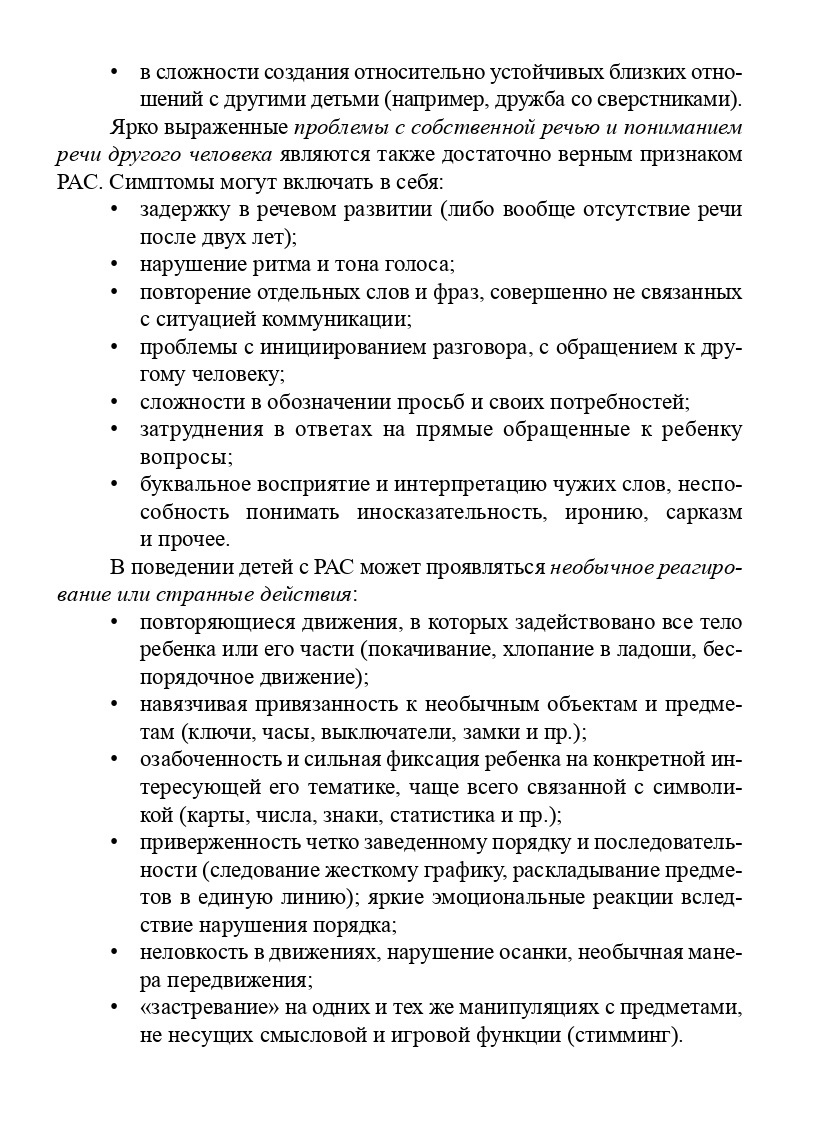 • в сложности создания относительно устойчивых близких отно-
шений с другими детьми (например, дружба со сверстниками).
Ярко выраженные проблемы с собственной речью и пониманием
речи другого человека являются также достаточно верным признаком
РАС. Симптомы могут включать в себя:
• задержку в речевом развитии (либо вообще отсутствие речи
после двух лет);
• нарушение ритма и тона голоса;
• повторение отдельных слов и фраз, совершенно не связанных
с ситуацией коммуникации;
• проблемы с инициированием разговора, с обращением к дру-
гому человеку;
• сложности в обозначении просьб и своих потребностей;
• затруднения в ответах на прямые обращенные к ребенку
вопросы;
• буквальное восприятие и интерпретацию чужих слов, неспо-
собность понимать иносказательность, иронию, сарказм
и прочее.
В поведении детей с РАС может проявляться необычное реагиро-
вание или странные действия:
• повторяющиеся движения, в которых задействовано все тело
ребенка или его части (покачивание, хлопание в ладоши, бес-
порядочное движение);
• навязчивая привязанность к необычным объектам и предме-
там (ключи, часы, выключатели, замки и пр.);
• озабоченность и сильная фиксация ребенка на конкретной ин-
тересующей его тематике, чаще всего связанной с символи-
кой (карты, числа, знаки, статистика и пр.);
• приверженность четко заведенному порядку и последователь-
ности (следование жесткому графику, раскладывание предме-
тов в единую линию); яркие эмоциональные реакции вслед-
ствие нарушения порядка;
• неловкость в движениях, нарушение осанки, необычная мане-
ра передвижения;
• «застревание» на одних и тех же манипуляциях с предметами,
не несущих смысловой и игровой функции (стимминг).